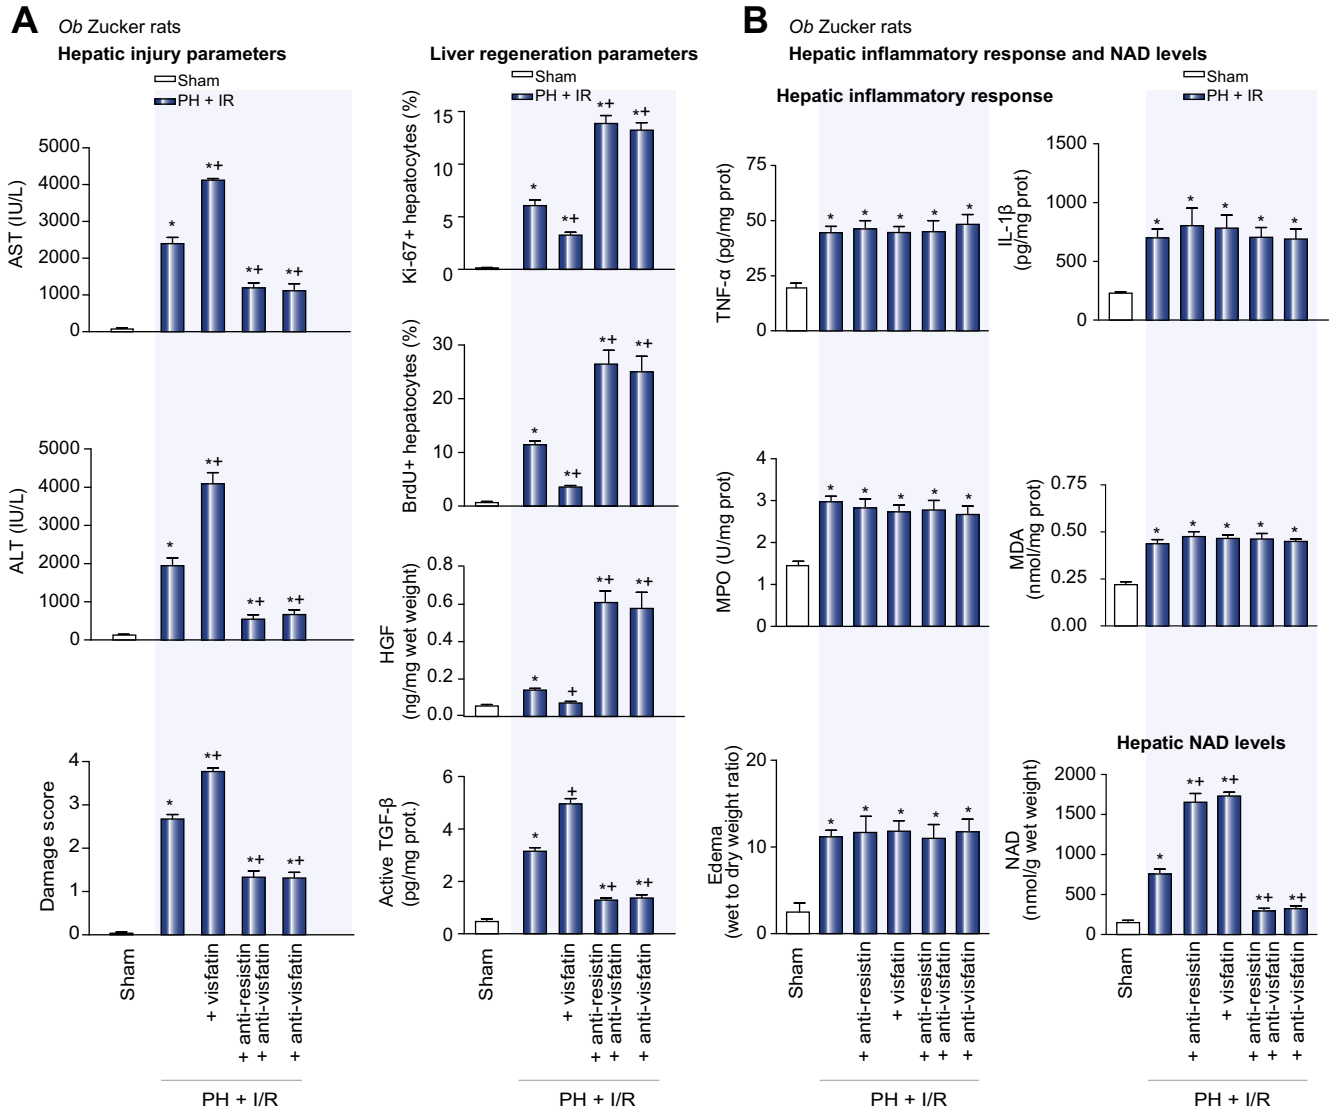 A
Ob Zucker rats
Hepatic injury parameters
Sham
PH + IR
AST (IU/L)
5000
4000
3000
2000
1000
0
*
*+
*+
*+
ALT (IU/L)
5000
4000
3000
2000
1000
0
*
*+
*+
*+
Damage score
4
3
2
1
0
*
*+
*+
*+
Sham
+ visfatin
+ anti-resistin
+ anti-visfatin
+ anti-visfatin
PH + I/R
Liver regeneration parameters
Sham
PH + IR
Ki-67+ hepatocytes (%)
15
10
5
0
*
*+
*+
*+
BrdU+ hepatocytes (%)
30
20
10
0
*
*+
*+
*+
HGF
(ng/mg wet weight)
0.8
0.6
0.4
0.2
0.0
*
+
*+
*+
Active TGF-β
(pg/mg prot.)
6
4
2
0
*
+
*+
*+
Sham
+ visfatin
+ anti-resistin
+ anti-visfatin
+ anti-visfatin
PH + I/R
B
Ob Zucker rats
Hepatic inflammatory response and NAD levels
Sham
PH + IR
Hepatic inflammatory response
TNF-α (pg/mg prot)
75
50
25
0
*
*
*
*
*
IL-1β
(pg/mg prot)
1500
1000
500
0
*
*
*
*
*
MPO (U/mg prot)
4
3
2
1
0
*
*
*
*
*
MDA
(nmol/mg prot)
0.75
0.50
0.25
0.00
*
*
*
*
*
Edema
(wet to dry weight ratio)
20
10
0
*
*
*
*
*
Sham
+ anti-resistin
+ visfatin
+ anti-resistin
+ anti-visfatin
+ anti-visfatin
PH + I/R
Hepatic NAD levels
NAD
(nmol/g wet weight)
2000
1500
1000
500
0
*
*+
*+
*+
*+
Sham
+ anti-resistin
+ visfatin
+ anti-resistin
+ anti-visfatin
+ anti-visfatin
PH + I/R